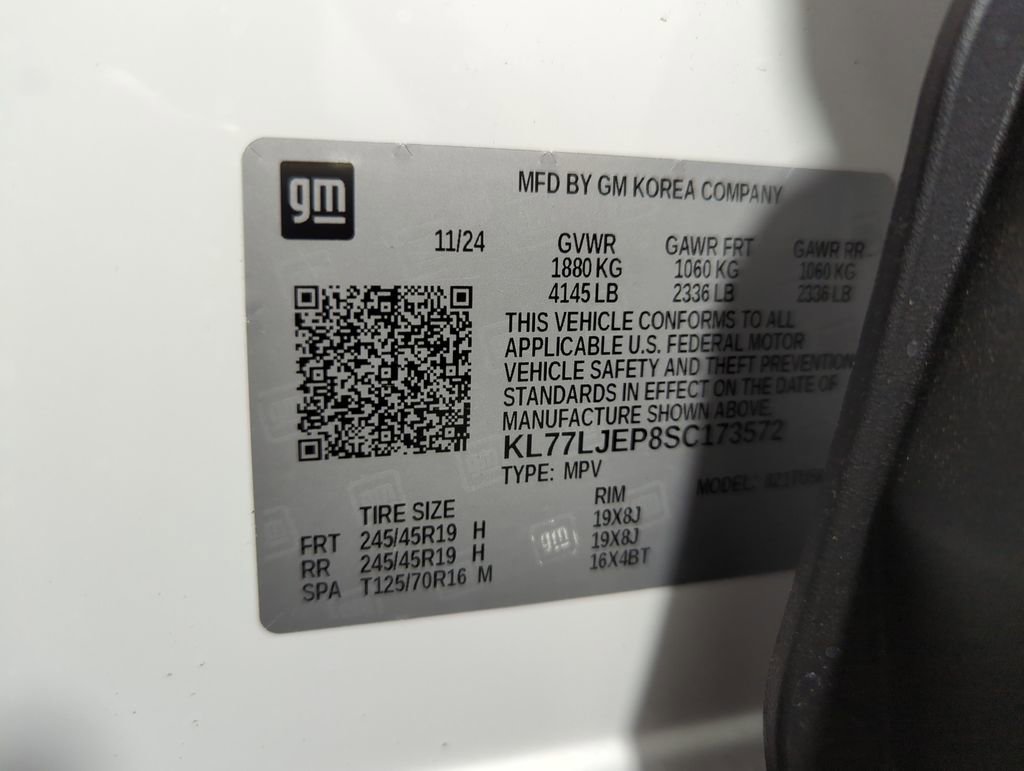 gm
MFD BY GM KOREA COMPANY
11/24 GVWR GAWR FRT GAWR RR
1880 KG 1060 KG 1060 KG
4145 LB 2336 LB 2336 LB
THIS VEHICLE CONFORMS TO ALL
APPLICABLE U.S. FEDERAL MOTOR
VEHICLE SAFETY AND THEFT PREVENTION
STANDARDS IN EFFECT ON THE DATE OF
MANUFACTURE SHOWN ABOVE.
KL77LJEP8SC173572
TYPE: MPV MODEL:
TIRE SIZE RIM
FRT 245/45R19 H 19X8J
RR 245/45R19 H 19X8J
SPA T125/70R16 M 16X4BT
gm